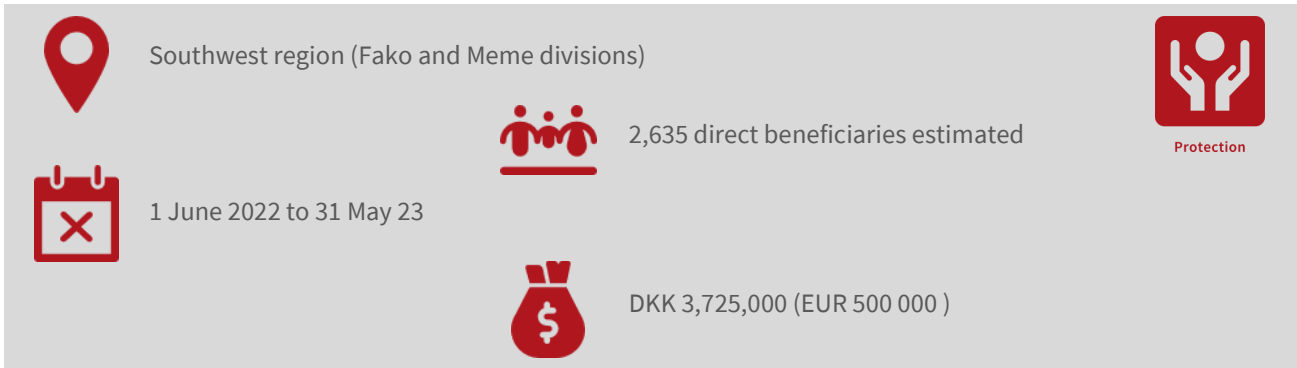 Southwest region (Fako and Meme divisions)
2,635 direct beneficiaries estimated
Protection
1 June 2022 to 31 May 23
$
DKK 3,725,000 (EUR 500 000 )